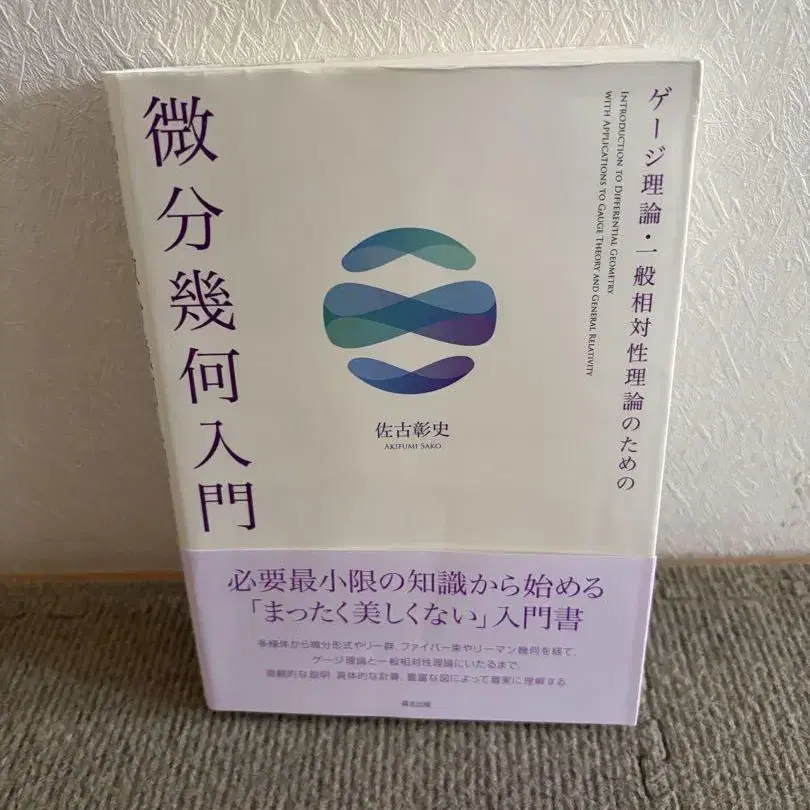 ゲージ理論・一般相対性理論のための
INTRODUCTION TO DIFFERENTIAL GEOMETRY
WITH APPLICATIONS TO GAUGE THEORY AND GENERAL RELATIVITY
微分幾何入門
佐古彰史
AKIFUMI SAKO
必要最小限の知識から始める
「まったく美しくない」入門書
多様体から微分形式やリー群、ファイバー束やリーマン幾何を経て、
ゲージ理論と一般相対性理論にいたるまで、
直観的な説明、具体的な計算、豊富な図によって着実に理解する。
森北出版